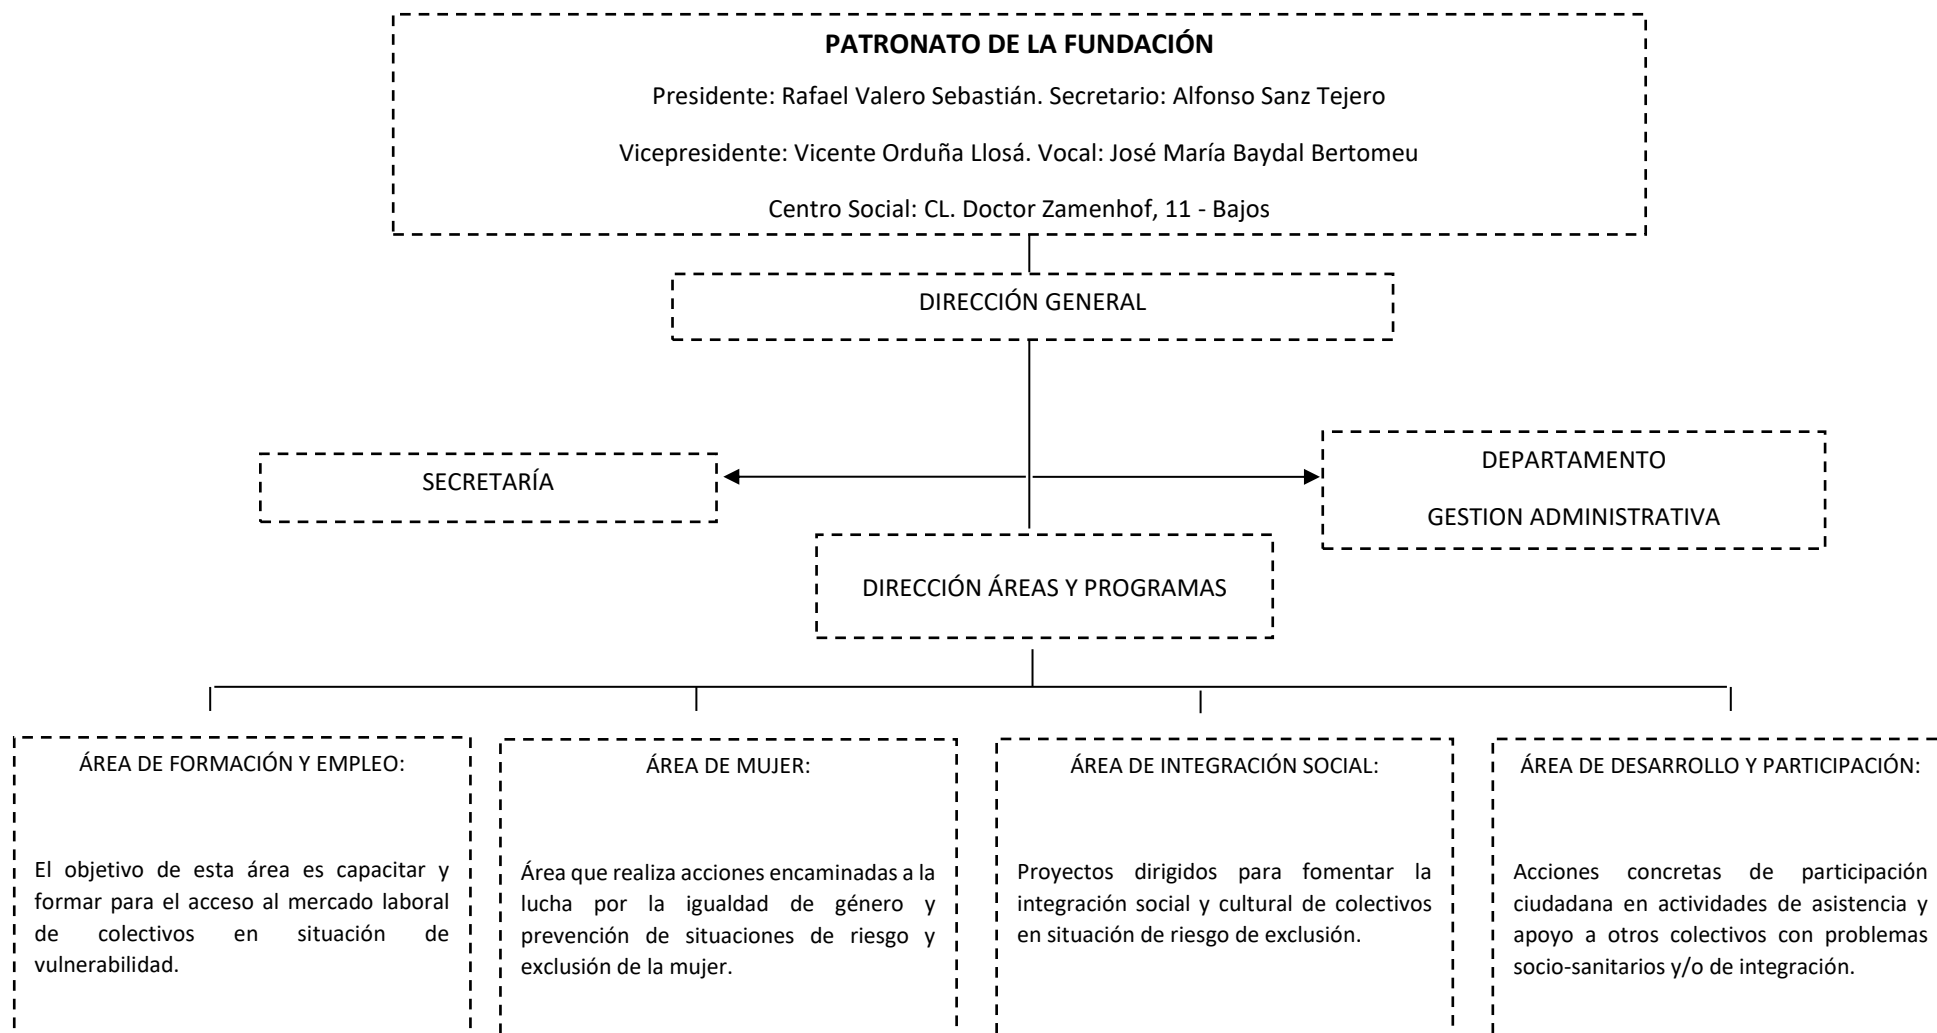 PATRONATO DE LA FUNDACIÓN
Presidente: Rafael Valero Sebastián. Secretario: Alfonso Sanz Tejero
Vicepresidente: Vicente Orduña Llosá. Vocal: José María Baydal Bertomeu
Centro Social: CL. Doctor Zamenhof, 11 - Bajos
DIRECCIÓN GENERAL
SECRETARÍA
DEPARTAMENTO
GESTION ADMINISTRATIVA
DIRECCIÓN ÁREAS Y PROGRAMAS
ÁREA DE FORMACIÓN Y EMPLEO:
El objetivo de esta área es capacitar y
formar para el acceso al mercado laboral
de colectivos en situación de
vulnerabilidad.
ÁREA DE MUJER:
Área que realiza acciones encaminadas a la
lucha por la igualdad de género y
prevención de situaciones de riesgo y
exclusión de la mujer.
ÁREA DE INTEGRACIÓN SOCIAL:
Proyectos dirigidos para fomentar la
integración social y cultural de colectivos
en situación de riesgo de exclusión.
ÁREA DE DESARROLLO Y PARTICIPACIÓN:
Acciones concretas de participación
ciudadana en actividades de asistencia y
apoyo a otros colectivos con problemas
socio-sanitarios y/o de integración.